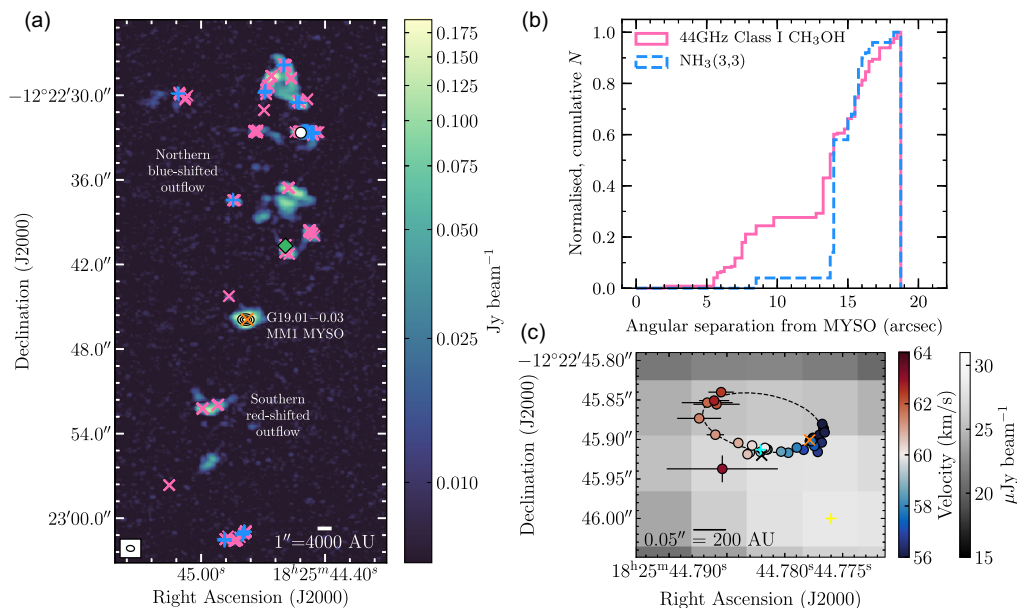 (a)
−12°22′30.0″
36.0″
42.0″
48.0″
54.0″
23′00.0″
Declination (J2000)
Northern
blue-shifted
outflow
G19.01−0.03
MM1 MYSO
Southern
red-shifted
outflow
1″=4000 AU
45.00ˢ
18ʰ25ᵐ44.40ˢ
Right Ascension (J2000)
0.175
0.150
0.125
0.100
0.075
0.050
0.025
0.010
Jy beam⁻¹
(b)
44GHz Class I CH₃OH
NH₃(3,3)
1.0
0.8
0.6
0.4
0.2
0.0
Normalised, cumulative N
0
5
10
15
20
Angular separation from MYSO (arcsec)
(c)
−12°22′45.80″
45.85″
45.90″
45.95″
46.00″
Declination (J2000)
0.05″ = 200 AU
18ʰ25ᵐ44.790ˢ
44.780ˢ
44.775ˢ
Right Ascension (J2000)
64
62
60
58
56
Velocity (km/s)
30
25
20
15
μJy beam⁻¹